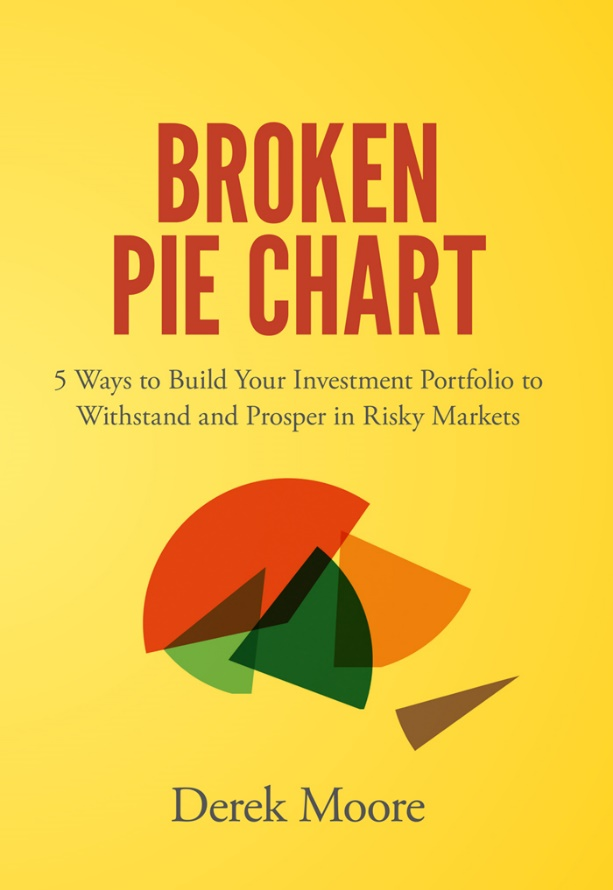 BROKEN
PIE CHART
5 Ways to Build Your Investment Portfolio to
Withstand and Prosper in Risky Markets
Derek Moore